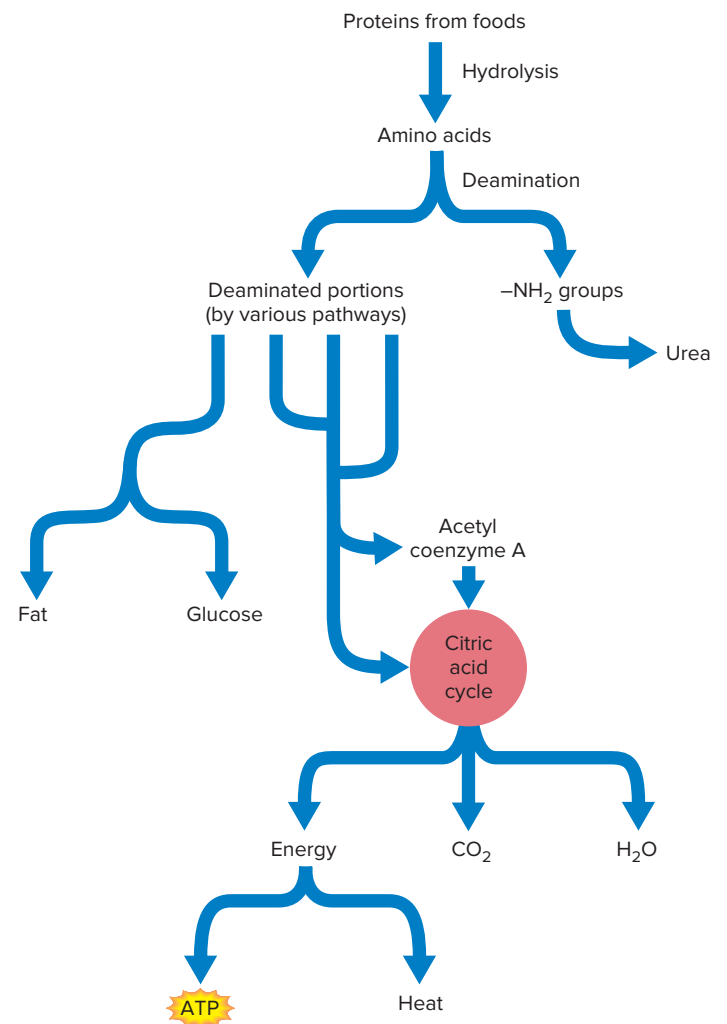 Proteins from foods
Hydrolysis
Amino acids
Deamination
Deaminated portions
(by various pathways)
–NH₂ groups
Urea
Acetyl
coenzyme A
Fat
Glucose
Citric
acid
cycle
Energy
CO₂
H₂O
ATP
Heat